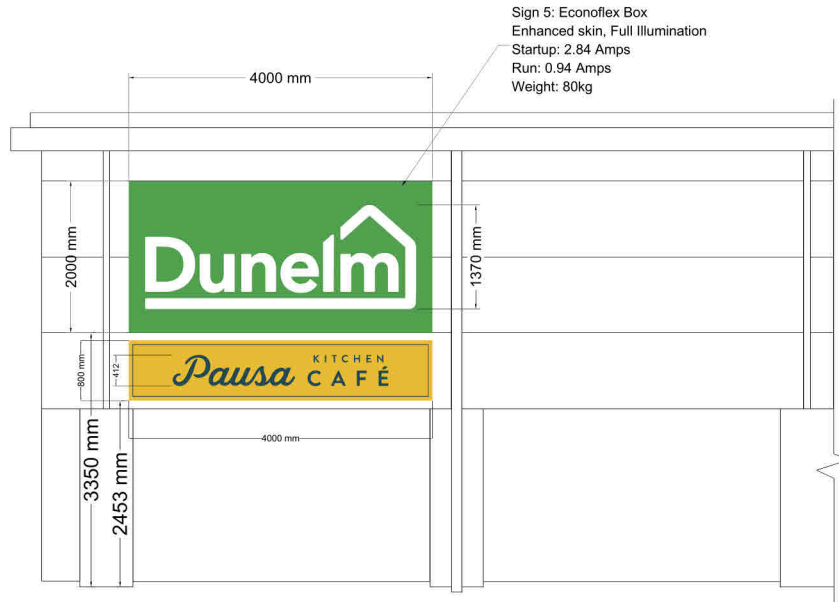 Sign 5: Econoflex Box
Enhanced skin, Full Illumination
Startup: 2.84 Amps
Run: 0.94 Amps
Weight: 80kg
4000 mm
2000 mm
Dunelm
1370 mm
800 mm
412
Pausa KITCHEN CAFÉ
4000 mm
3350 mm
2453 mm